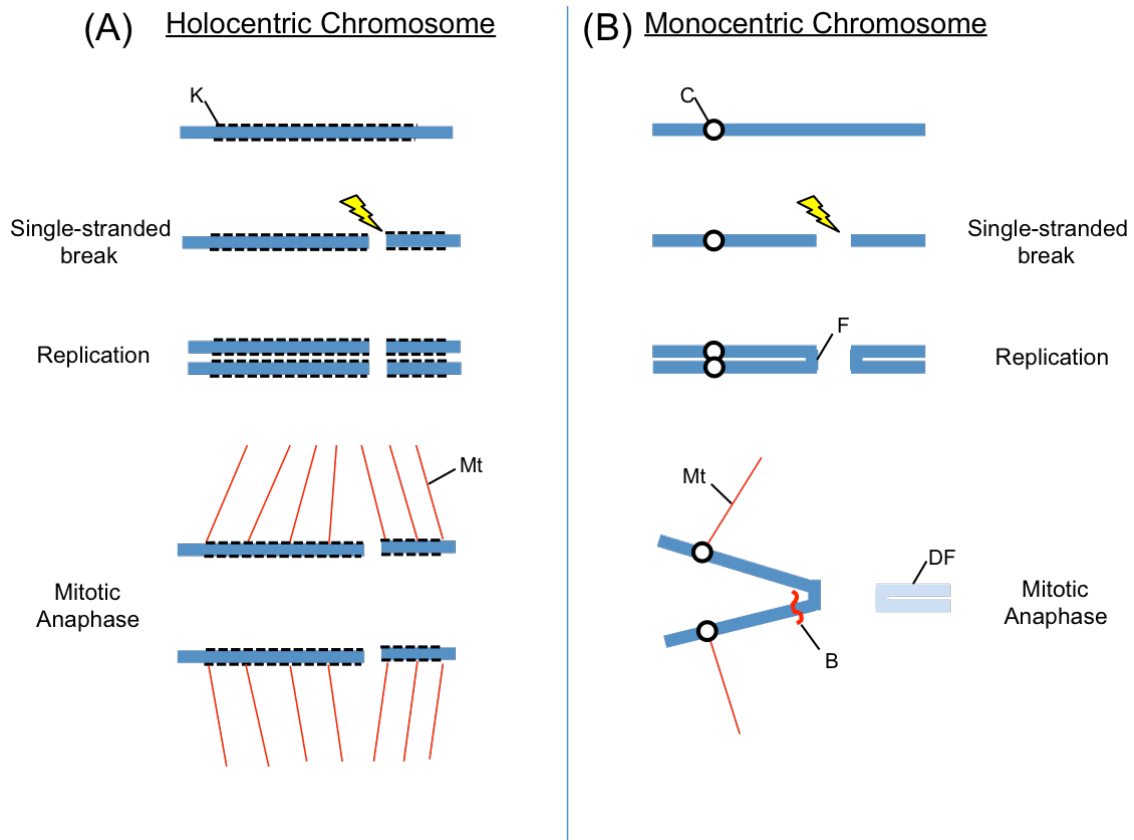 (A) Holocentric Chromosome
K
Single-stranded
break
Replication
Mt
Mitotic
Anaphase
(B) Monocentric Chromosome
C
Single-stranded
break
F
Replication
Mt
DF
Mitotic
Anaphase
B